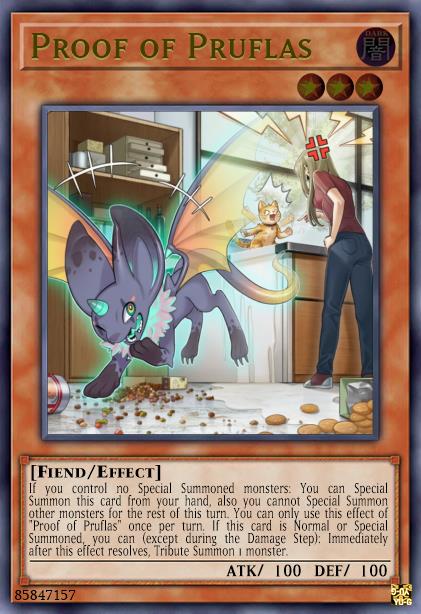 PROOF OF PRUFLAS
DARK
闇
[FIEND/EFFECT]
If you control no Special Summoned monsters: You can Special
Summon this card from your hand, also you cannot Special Summon
other monsters for the rest of this turn. You can only use this effect of
"Proof of Pruflas" once per turn. If this card is Normal or Special
Summoned, you can (except during the Damage Step): Immediately
after this effect resolves, Tribute Summon 1 monster.
ATK/ 100 DEF/ 100
85847157